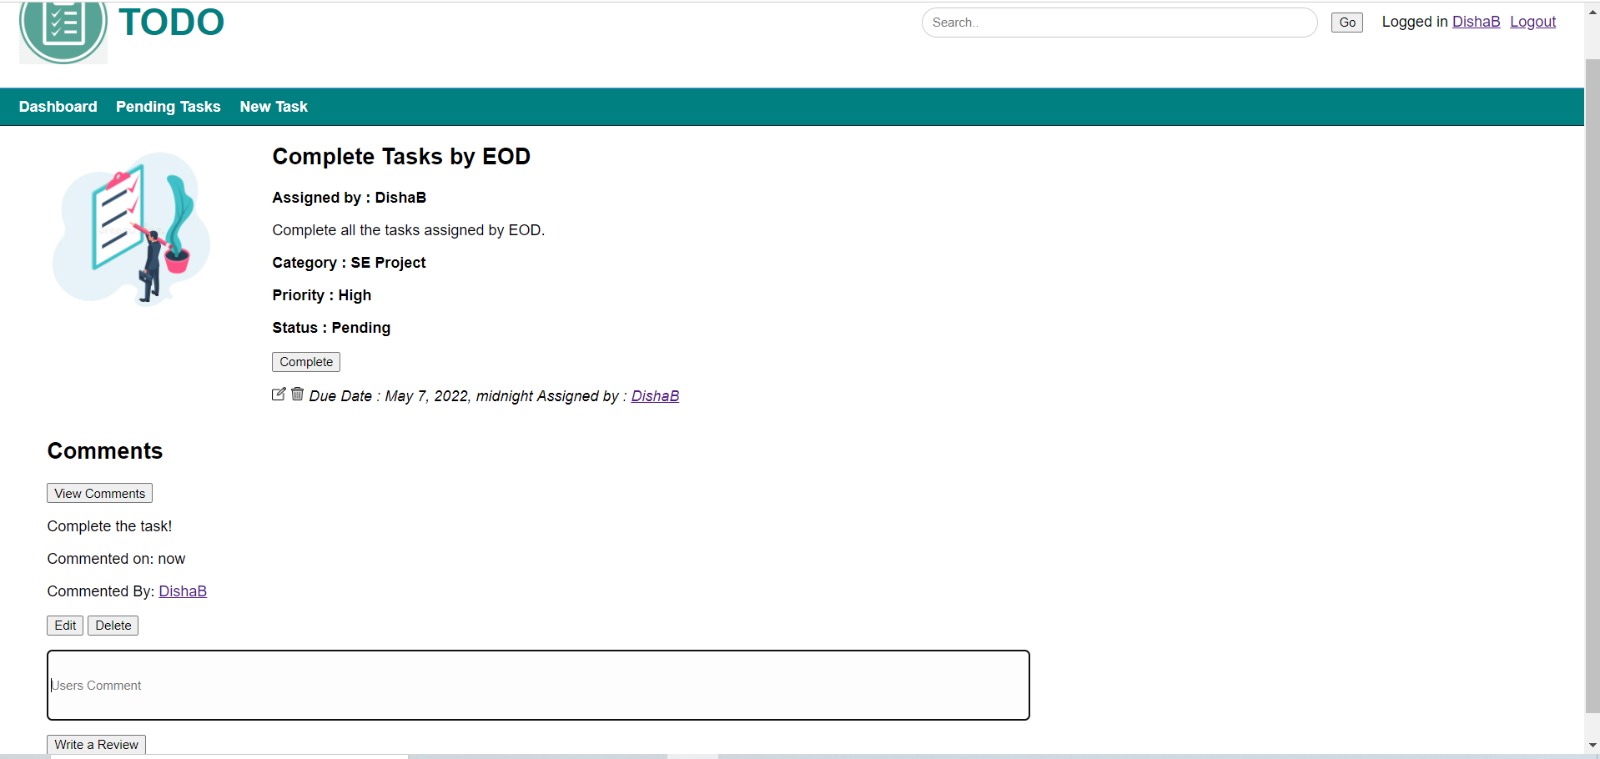 TODO
Search..
Go
Logged in DishaB Logout
Dashboard Pending Tasks New Task
Complete Tasks by EOD
Assigned by : DishaB
Complete all the tasks assigned by EOD.
Category : SE Project
Priority : High
Status : Pending
Complete
Due Date : May 7, 2022, midnight Assigned by : DishaB
Comments
View Comments
Complete the task!
Commented on: now
Commented By: DishaB
Edit Delete
Users Comment
Write a Review